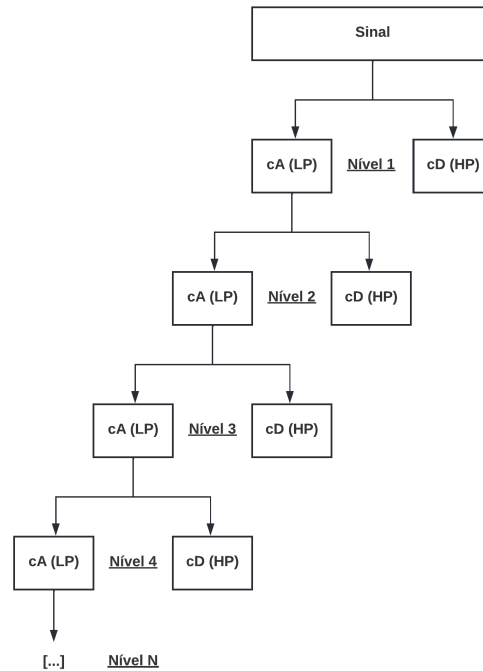 Sinal
cA (LP) Nível 1 cD (HP)
cA (LP) Nível 2 cD (HP)
cA (LP) Nível 3 cD (HP)
cA (LP) Nível 4 cD (HP)
[...] Nível N